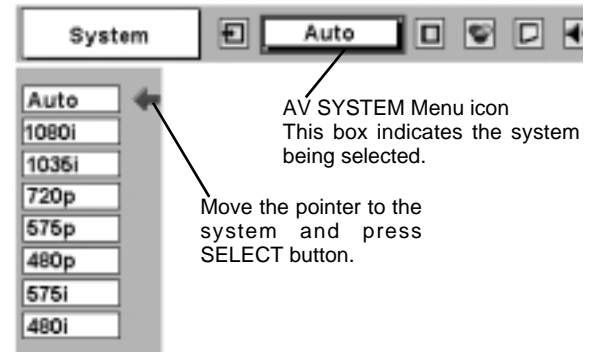 System
Auto
AV SYSTEM Menu icon
This box indicates the system
being selected.
Auto
1080i
1035i
720p
575p
480p
575i
480i
Move the pointer to the
system and press
SELECT button.